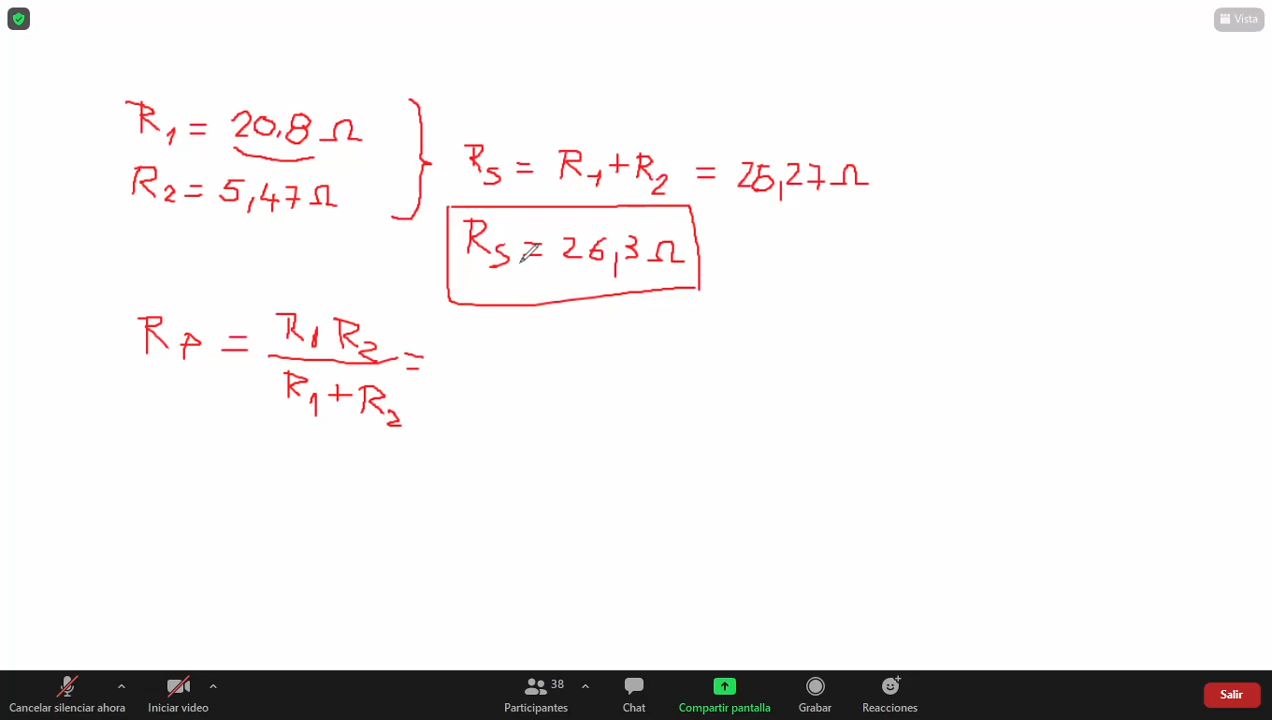 Vista
R1 = 20,8 Ω
R2 = 5,47 Ω
RS = R1+R2 = 26,27 Ω
RS = 26,3 Ω
RP = R1 R2 / R1+R2 =
Cancelar silenciar ahora
Iniciar video
38
Participantes
Chat
Compartir pantalla
Grabar
Reacciones
Salir